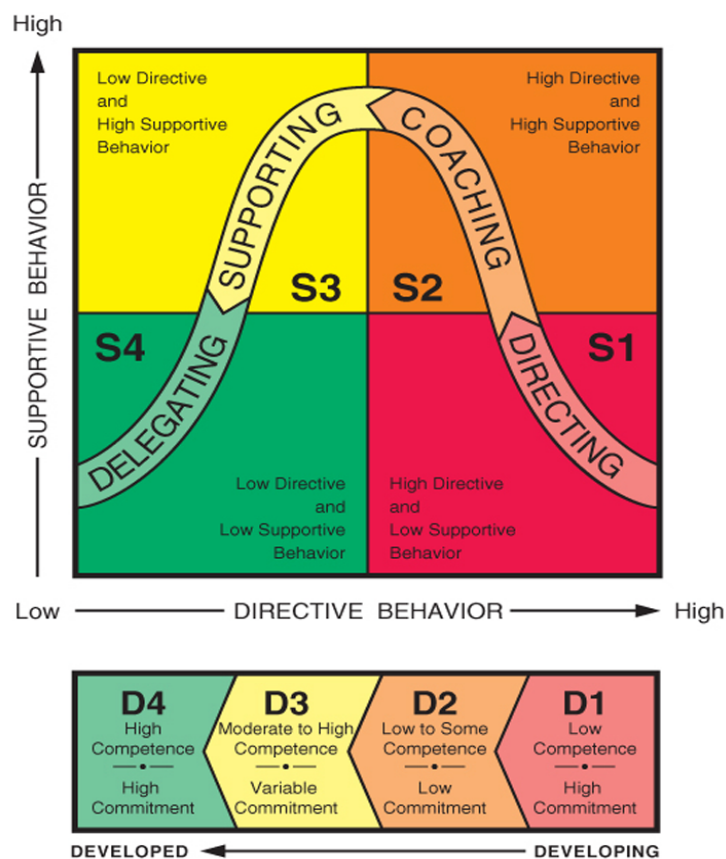 High
Low Directive
and
High Supportive
Behavior
High Directive
and
High Supportive
Behavior
SUPPORTING
COACHING
S3
S2
SUPPORTIVE BEHAVIOR
S4
S1
DELEGATING
DIRECTING
Low Directive
and
Low Supportive
Behavior
High Directive
and
Low Supportive
Behavior
Low
DIRECTIVE BEHAVIOR
High
D4
High
Competence
High
Commitment
D3
Moderate to High
Competence
Variable
Commitment
D2
Low to Some
Competence
Low
Commitment
D1
Low
Competence
High
Commitment
DEVELOPED
DEVELOPING